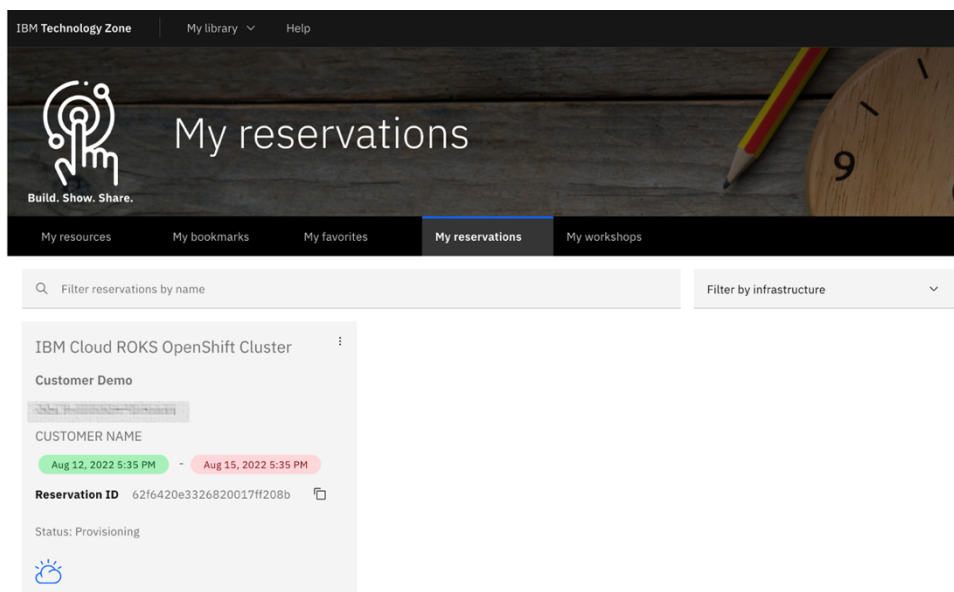 IBM Technology Zone My library Help
My reservations
Build. Show. Share.
9
My resources My bookmarks My favorites My reservations My workshops
Filter reservations by name Filter by infrastructure
IBM Cloud ROKS OpenShift Cluster
Customer Demo
CUSTOMER NAME
Aug 12, 2022 5:35 PM - Aug 15, 2022 5:35 PM
Reservation ID 62f6420e3326820017ff208b
Status: Provisioning